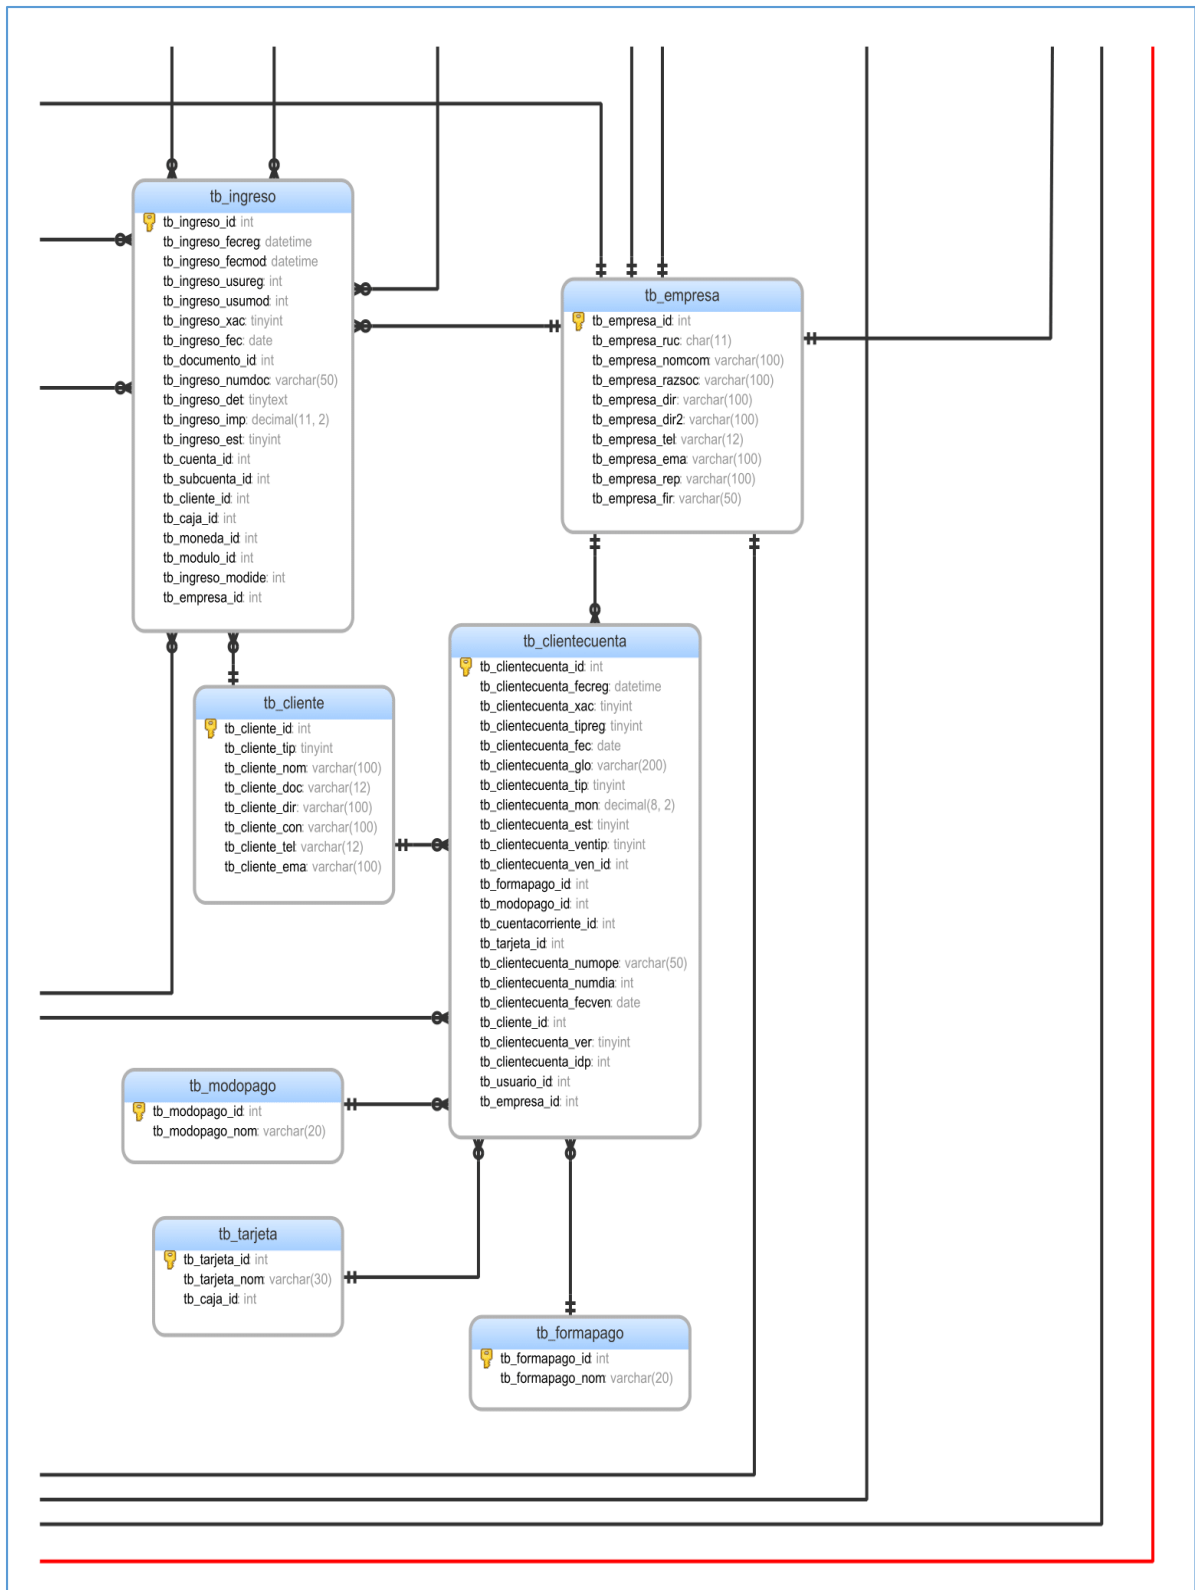 tb_ingreso
tb_ingreso_id: int
tb_ingreso_fecreg: datetime
tb_ingreso_fecmod: datetime
tb_ingreso_usureg: int
tb_ingreso_usumod: int
tb_ingreso_xac: tinyint
tb_ingreso_fec: date
tb_documento_id: int
tb_ingreso_numdoc: varchar(50)
tb_ingreso_det: tinytext
tb_ingreso_imp: decimal(11, 2)
tb_ingreso_est: tinyint
tb_cuenta_id: int
tb_subcuenta_id: int
tb_cliente_id: int
tb_caja_id: int
tb_moneda_id: int
tb_modulo_id: int
tb_ingreso_modide: int
tb_empresa_id: int
tb_empresa
tb_empresa_id: int
tb_empresa_ruc: char(11)
tb_empresa_nomcom: varchar(100)
tb_empresa_razsoc: varchar(100)
tb_empresa_dir: varchar(100)
tb_empresa_dir2: varchar(100)
tb_empresa_tel: varchar(12)
tb_empresa_ema: varchar(100)
tb_empresa_rep: varchar(100)
tb_empresa_fir: varchar(50)
tb_cliente
tb_cliente_id: int
tb_cliente_tip: tinyint
tb_cliente_nom: varchar(100)
tb_cliente_doc: varchar(12)
tb_cliente_dir: varchar(100)
tb_cliente_con: varchar(100)
tb_cliente_tel: varchar(12)
tb_cliente_ema: varchar(100)
tb_clientecuenta
tb_clientecuenta_id: int
tb_clientecuenta_fecreg: datetime
tb_clientecuenta_xac: tinyint
tb_clientecuenta_tipreg: tinyint
tb_clientecuenta_fec: date
tb_clientecuenta_glo: varchar(200)
tb_clientecuenta_tip: tinyint
tb_clientecuenta_mon: decimal(8, 2)
tb_clientecuenta_est: tinyint
tb_clientecuenta_ventip: tinyint
tb_clientecuenta_ven_id: int
tb_formapago_id: int
tb_modopago_id: int
tb_cuentacorriente_id: int
tb_tarjeta_id: int
tb_clientecuenta_numope: varchar(50)
tb_clientecuenta_numdia: int
tb_clientecuenta_fecven: date
tb_cliente_id: int
tb_clientecuenta_ver: tinyint
tb_clientecuenta_idp: int
tb_usuario_id: int
tb_empresa_id: int
tb_modopago
tb_modopago_id: int
tb_modopago_nom: varchar(20)
tb_tarjeta
tb_tarjeta_id: int
tb_tarjeta_nom: varchar(30)
tb_caja_id: int
tb_formapago
tb_formapago_id: int
tb_formapago_nom: varchar(20)